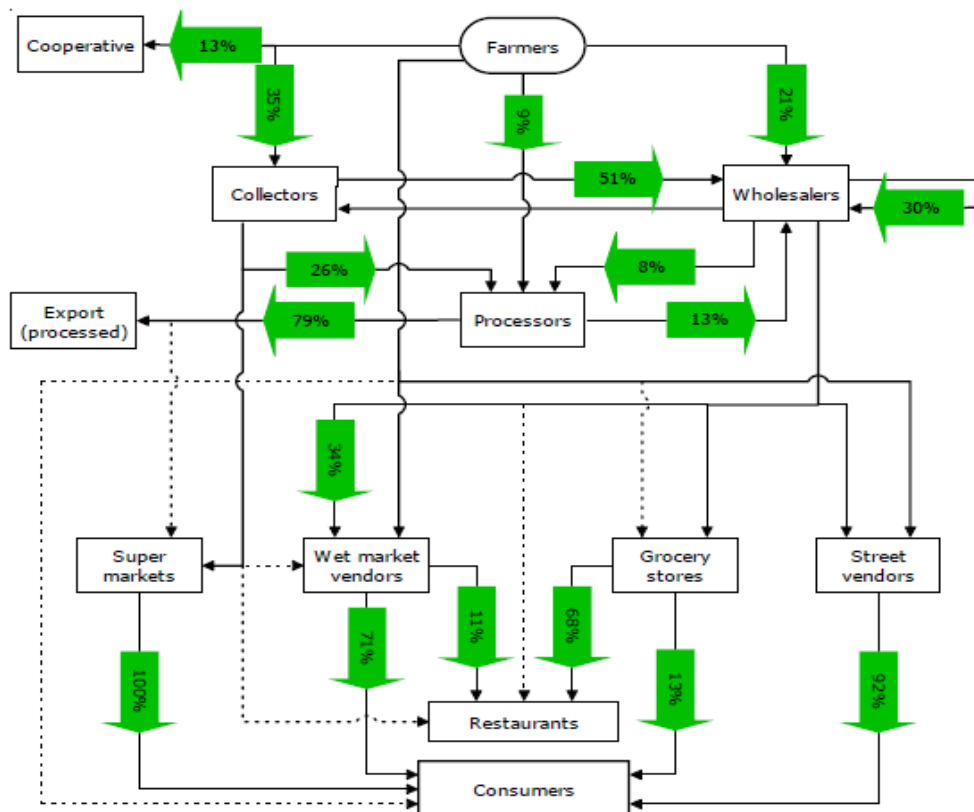 Cooperative
13%
Farmers
35%
9%
21%
Collectors
51%
Wholesalers
30%
26%
8%
Export
(processed)
79%
Processors
13%
34%
Super
markets
Wet market
vendors
Grocery
stores
Street
vendors
100%
71%
11%
68%
13%
92%
Restaurants
Consumers